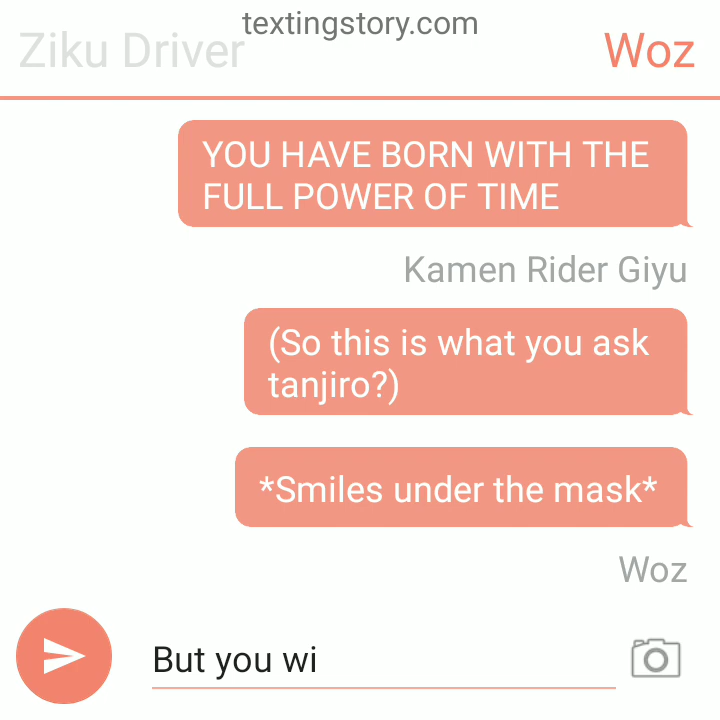 textingstory.com
Ziku Driver
Woz
YOU HAVE BORN WITH THE
FULL POWER OF TIME
Kamen Rider Giyu
(So this is what you ask
tanjiro?)
*Smiles under the mask*
Woz
But you wi